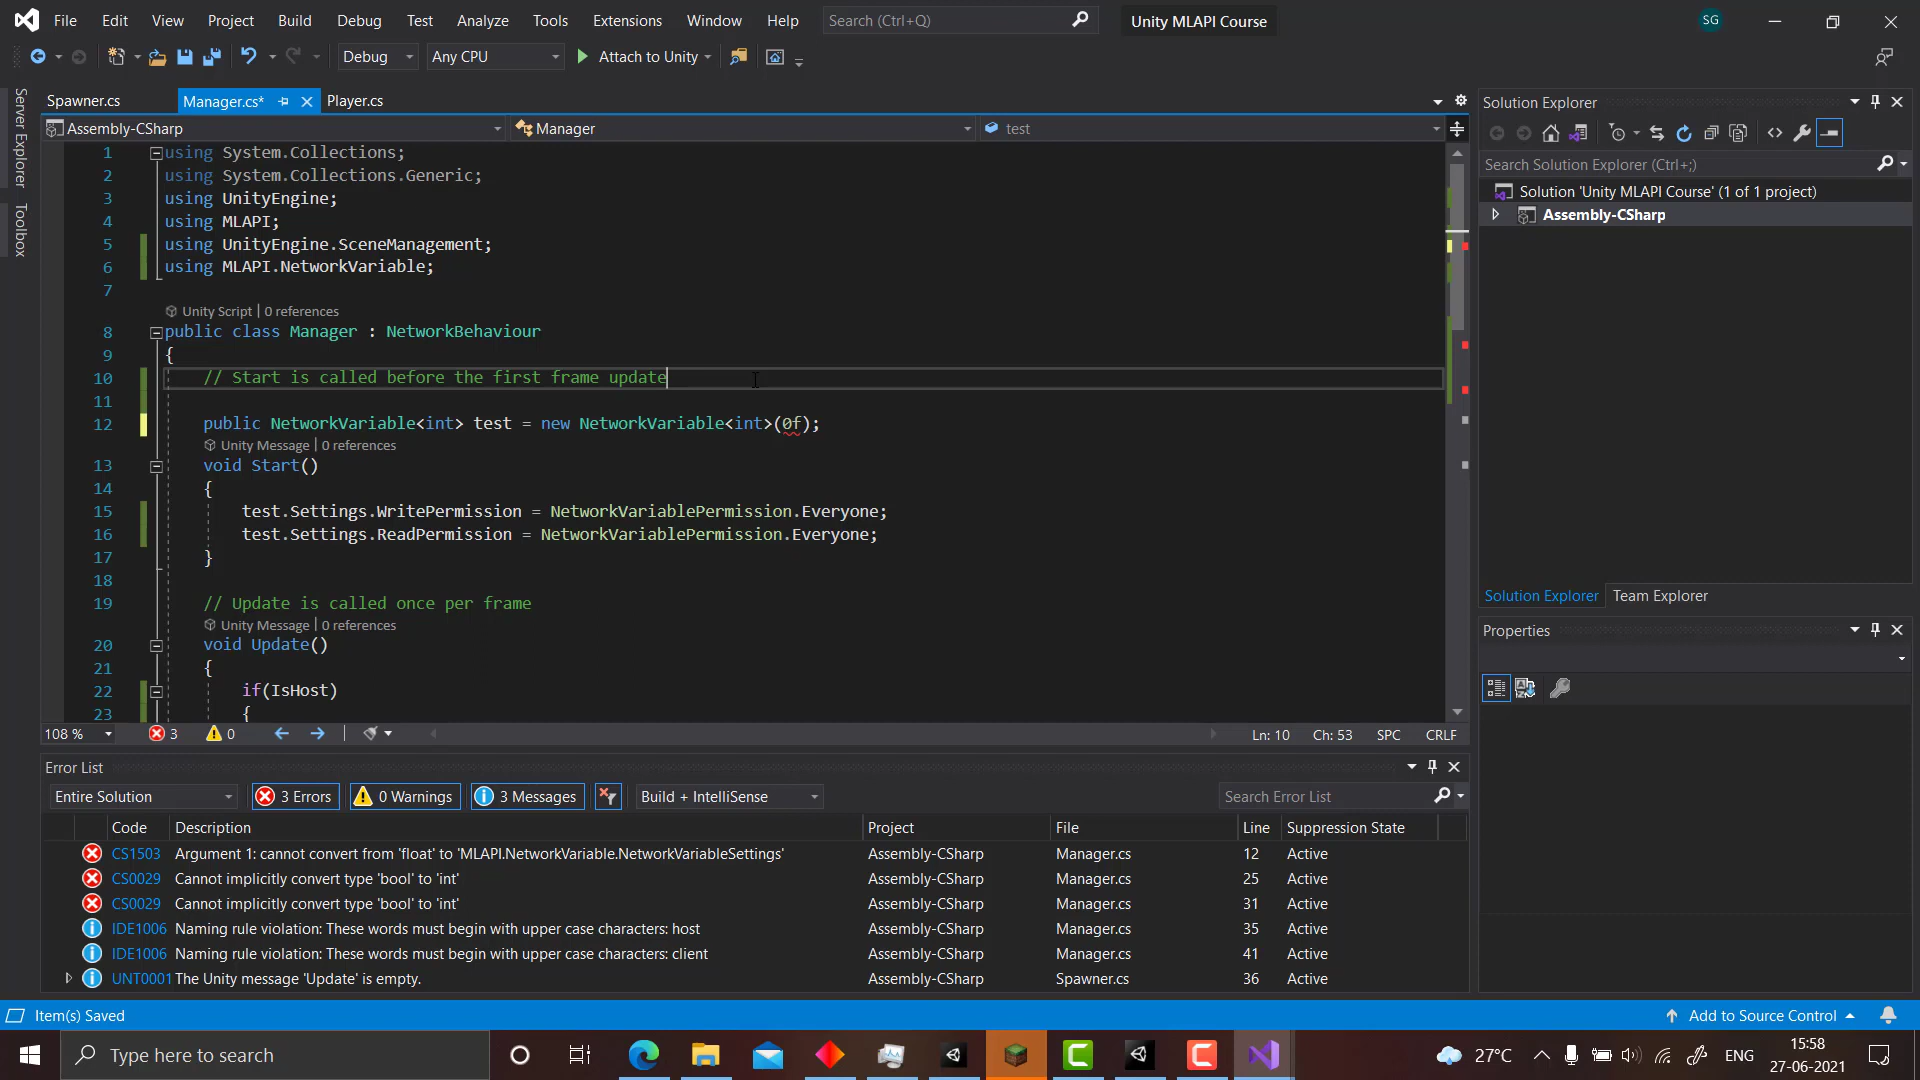 File Edit View Project Build Debug Test Analyze Tools Extensions Window Help Search (Ctrl+Q) Unity MLAPI Course SG
Debug Any CPU Attach to Unity
Server Explorer
Toolbox
Spawner.cs Manager.cs* Player.cs
Assembly-CSharp Manager test
1 using System.Collections;
2 using System.Collections.Generic;
3 using UnityEngine;
4 using MLAPI;
5 using UnityEngine.SceneManagement;
6 using MLAPI.NetworkVariable;
7
Unity Script | 0 references
8 public class Manager : NetworkBehaviour
9 {
10 // Start is called before the first frame update
11
12 public NetworkVariable<int> test = new NetworkVariable<int>(0f);
Unity Message | 0 references
13 void Start()
14 {
15 test.Settings.WritePermission = NetworkVariablePermission.Everyone;
16 test.Settings.ReadPermission = NetworkVariablePermission.Everyone;
17 }
18
19 // Update is called once per frame
Unity Message | 0 references
20 void Update()
21 {
22 if(IsHost)
23 {
108 % 3 0 Ln: 10 Ch: 53 SPC CRLF
Solution Explorer
Search Solution Explorer (Ctrl+;)
Solution 'Unity MLAPI Course' (1 of 1 project)
Assembly-CSharp
Solution Explorer Team Explorer
Properties
Error List
Entire Solution 3 Errors 0 Warnings 3 Messages Build + IntelliSense Search Error List
Code Description Project File Line Suppression State
CS1503 Argument 1: cannot convert from 'float' to 'MLAPI.NetworkVariable.NetworkVariableSettings' Assembly-CSharp Manager.cs 12 Active
CS0029 Cannot implicitly convert type 'bool' to 'int' Assembly-CSharp Manager.cs 25 Active
CS0029 Cannot implicitly convert type 'bool' to 'int' Assembly-CSharp Manager.cs 31 Active
IDE1006 Naming rule violation: These words must begin with upper case characters: host Assembly-CSharp Manager.cs 35 Active
IDE1006 Naming rule violation: These words must begin with upper case characters: client Assembly-CSharp Manager.cs 41 Active
UNT0001 The Unity message 'Update' is empty. Assembly-CSharp Spawner.cs 36 Active
Item(s) Saved Add to Source Control
Type here to search 27°C ENG 15:58
27-06-2021